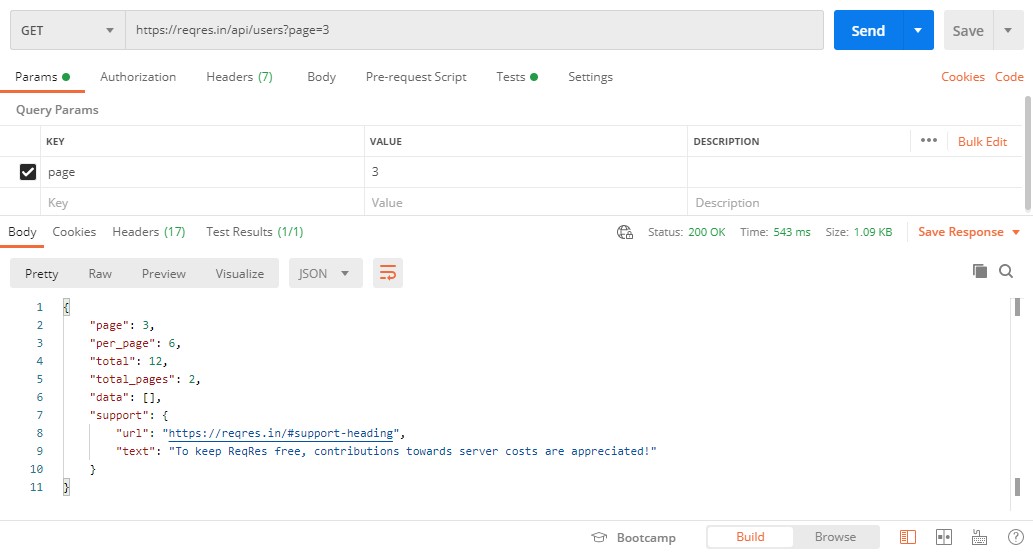 GET https://reqres.in/api/users?page=3 Send Save
Params Authorization Headers (7) Body Pre-request Script Tests Settings Cookies Code
Query Params
KEY VALUE DESCRIPTION ••• Bulk Edit
page 3
Key Value Description
Body Cookies Headers (17) Test Results (1/1) Status: 200 OK Time: 543 ms Size: 1.09 KB Save Response
Pretty Raw Preview Visualize JSON
1 {
2 "page": 3,
3 "per_page": 6,
4 "total": 12,
5 "total_pages": 2,
6 "data": [],
7 "support": {
8 "url": "https://reqres.in/#support-heading",
9 "text": "To keep ReqRes free, contributions towards server costs are appreciated!"
10 }
11 }
Bootcamp Build Browse ?